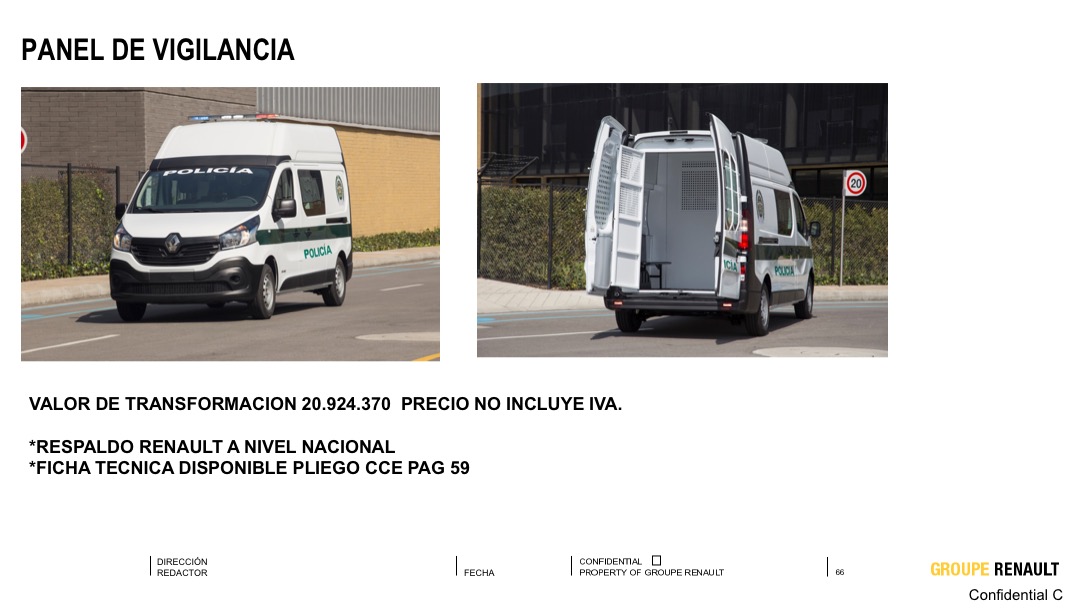 PANEL DE VIGILANCIA
POLICÍA
POLICÍA
20
ICÍA
POLICÍA
VALOR DE TRANSFORMACION 20.924.370  PRECIO NO INCLUYE IVA.
*RESPALDO RENAULT A NIVEL NACIONAL
*FICHA TECNICA DISPONIBLE PLIEGO CCE PAG 59
DIRECCIÓN
REDACTOR
FECHA
CONFIDENTIAL
PROPERTY OF GROUPE RENAULT
66
GROUPE RENAULT
Confidential C